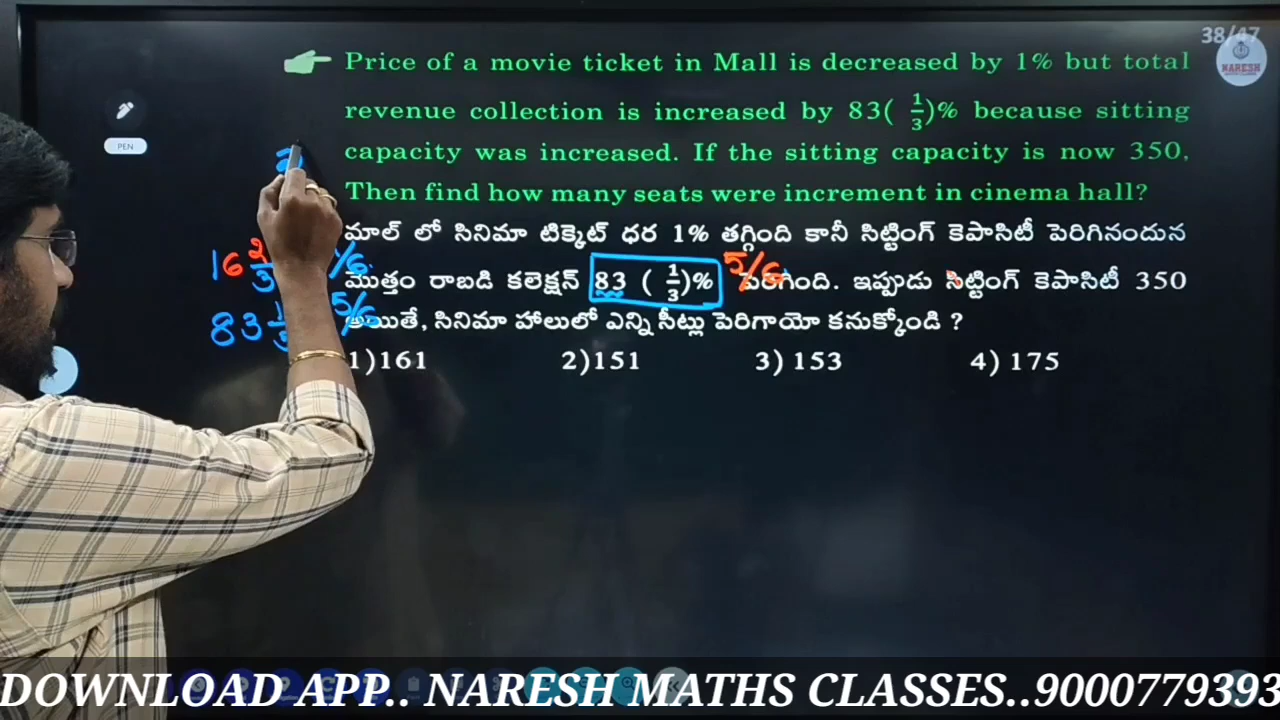 38/47
NARESH
Price of a movie ticket in Mall is decreased by 1% but total
revenue collection is increased by 83( 1/3 )% because sitting
PEN
capacity was increased. If the sitting capacity is now 350,
Then find how many seats were increment in cinema hall?
మాల్ లో సినిమా టిక్కెట్ ధర 1% తగ్గింది కానీ సిట్టింగ్ కెపాసిటీ పెరిగినందున
16 2/3 1/6
మొత్తం రాబడి కలెక్షన్ 83 ( 1/3 )% పెరిగింది. ఇప్పుడు సిట్టింగ్ కెపాసిటీ 350
5/6
83 5/6
అయితే, సినిమా హాలులో ఎన్ని సీట్లు పెరిగాయో కనుక్కోండి ?
1)161 2)151 3) 153 4) 175
DOWNLOAD APP.. NARESH MATHS CLASSES..9000779393